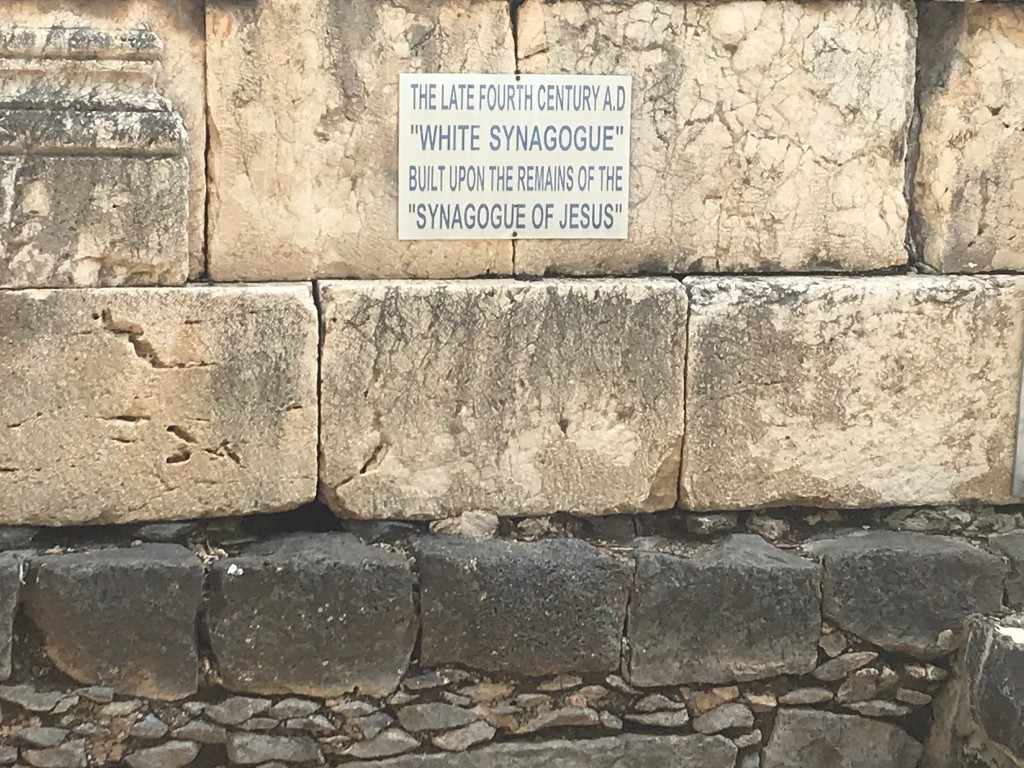 THE LATE FOURTH CENTURY A.D
"WHITE SYNAGOGUE"
BUILT UPON THE REMAINS OF THE
"SYNAGOGUE OF JESUS"